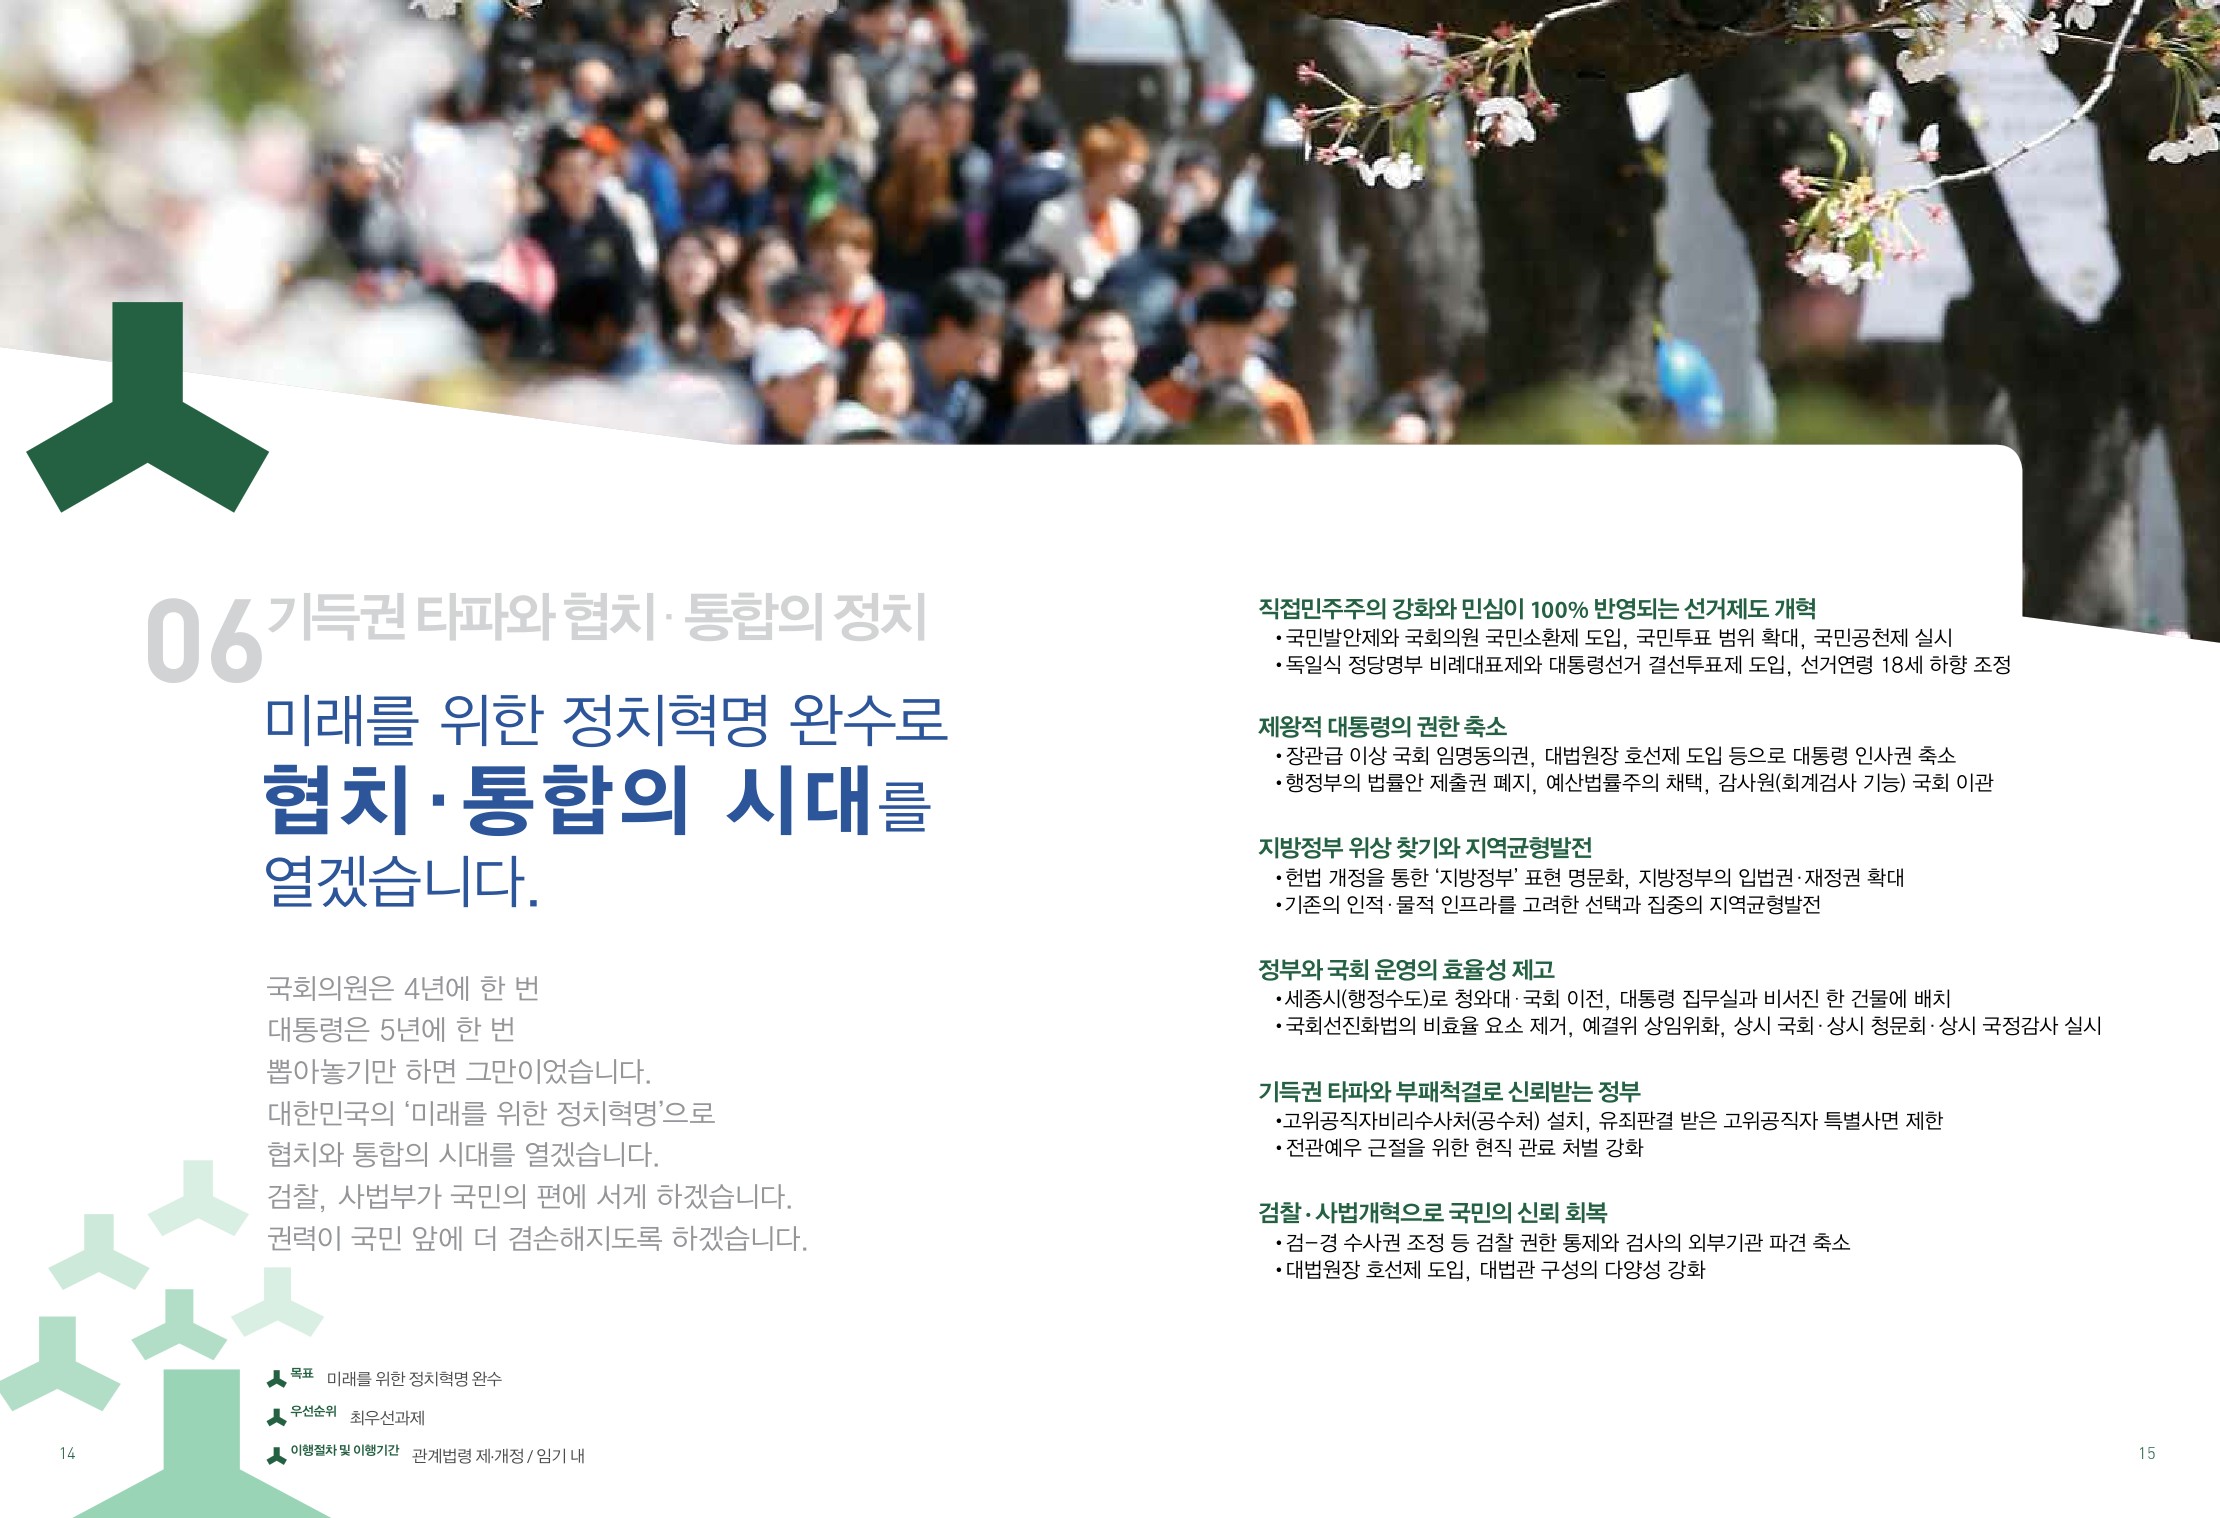 06 기득권 타파와 협치·통합의 정치
미래를 위한 정치혁명 완수로
협치·통합의 시대를
열겠습니다.
국회의원은 4년에 한 번
대통령은 5년에 한 번
뽑아놓기만 하면 그만이었습니다.
대한민국의 ‘미래를 위한 정치혁명’으로
협치와 통합의 시대를 열겠습니다.
검찰, 사법부가 국민의 편에 서게 하겠습니다.
권력이 국민 앞에 더 겸손해지도록 하겠습니다.
목표 미래를 위한 정치혁명 완수
우선순위 최우선과제
이행절차 및 이행기간 관계법령 제·개정 / 임기 내
14
직접민주주의 강화와 민심이 100% 반영되는 선거제도 개혁
•국민발안제와 국회의원 국민소환제 도입, 국민투표 범위 확대, 국민공천제 실시
•독일식 정당명부 비례대표제와 대통령선거 결선투표제 도입, 선거연령 18세 하향 조정
제왕적 대통령의 권한 축소
•장관급 이상 국회 임명동의권, 대법원장 호선제 도입 등으로 대통령 인사권 축소
•행정부의 법률안 제출권 폐지, 예산법률주의 채택, 감사원(회계검사 기능) 국회 이관
지방정부 위상 찾기와 지역균형발전
•헌법 개정을 통한 ‘지방정부’ 표현 명문화, 지방정부의 입법권·재정권 확대
•기존의 인적·물적 인프라를 고려한 선택과 집중의 지역균형발전
정부와 국회 운영의 효율성 제고
•세종시(행정수도)로 청와대·국회 이전, 대통령 집무실과 비서진 한 건물에 배치
•국회선진화법의 비효율 요소 제거, 예결위 상임위화, 상시 국회·상시 청문회·상시 국정감사 실시
기득권 타파와 부패척결로 신뢰받는 정부
•고위공직자비리수사처(공수처) 설치, 유죄판결 받은 고위공직자 특별사면 제한
•전관예우 근절을 위한 현직 관료 처벌 강화
검찰·사법개혁으로 국민의 신뢰 회복
•검-경 수사권 조정 등 검찰 권한 통제와 검사의 외부기관 파견 축소
•대법원장 호선제 도입, 대법관 구성의 다양성 강화
15